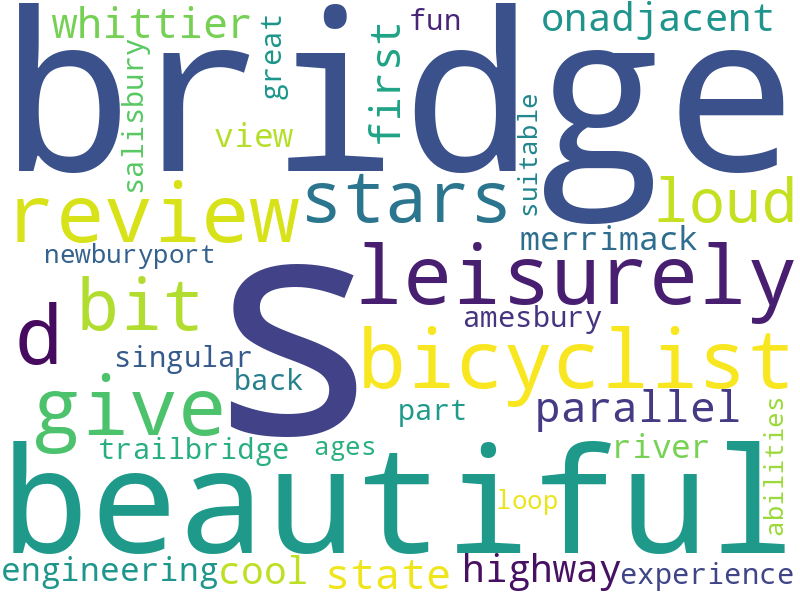 whittier
fun
onadjacent
bridge
salisbury
great
first
view
suitable
review
stars
loud
merrimack
newburyport
leisurely
s
bit
d
amesbury
singular
bicyclist
back
give
part
parallel
abilities
trailbridge
ages
river
beautiful
loop
engineering
cool
state
highway
experience